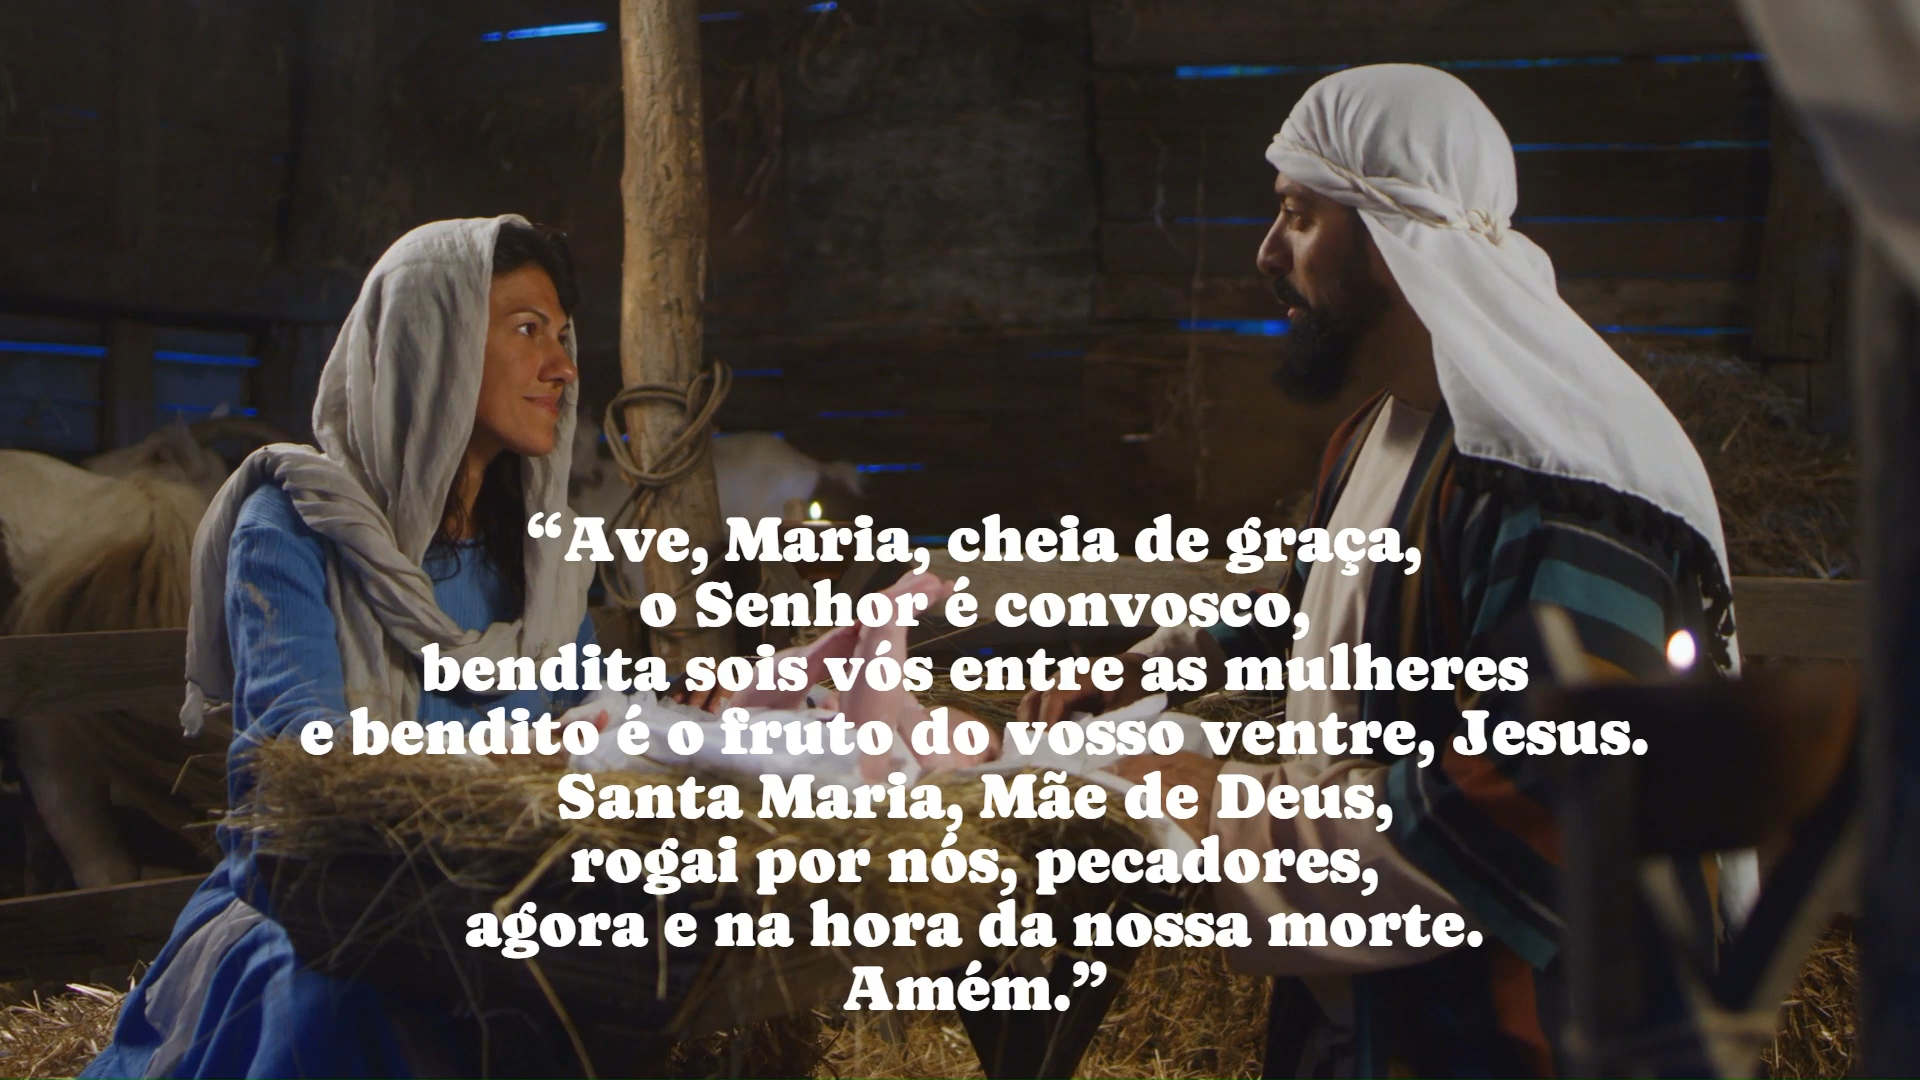 “Ave, Maria, cheia de graça,
o Senhor é convosco,
bendita sois vós entre as mulheres
e bendito é o fruto do vosso ventre, Jesus.
Santa Maria, Mãe de Deus,
rogai por nós, pecadores,
agora e na hora da nossa morte.
Amém.”